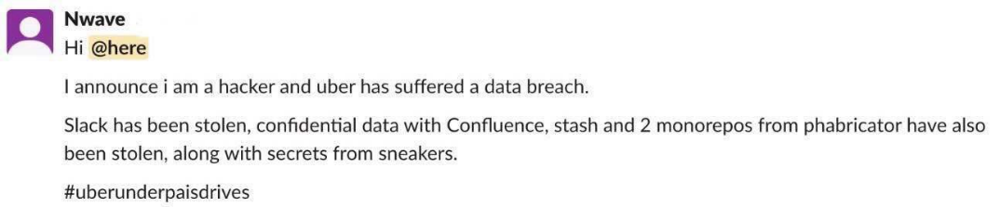 Nwave
Hi @here
I announce i am a hacker and uber has suffered a data breach.
Slack has been stolen, confidential data with Confluence, stash and 2 monorepos from phabricator have also
been stolen, along with secrets from sneakers.
#uberunderpaisdrives